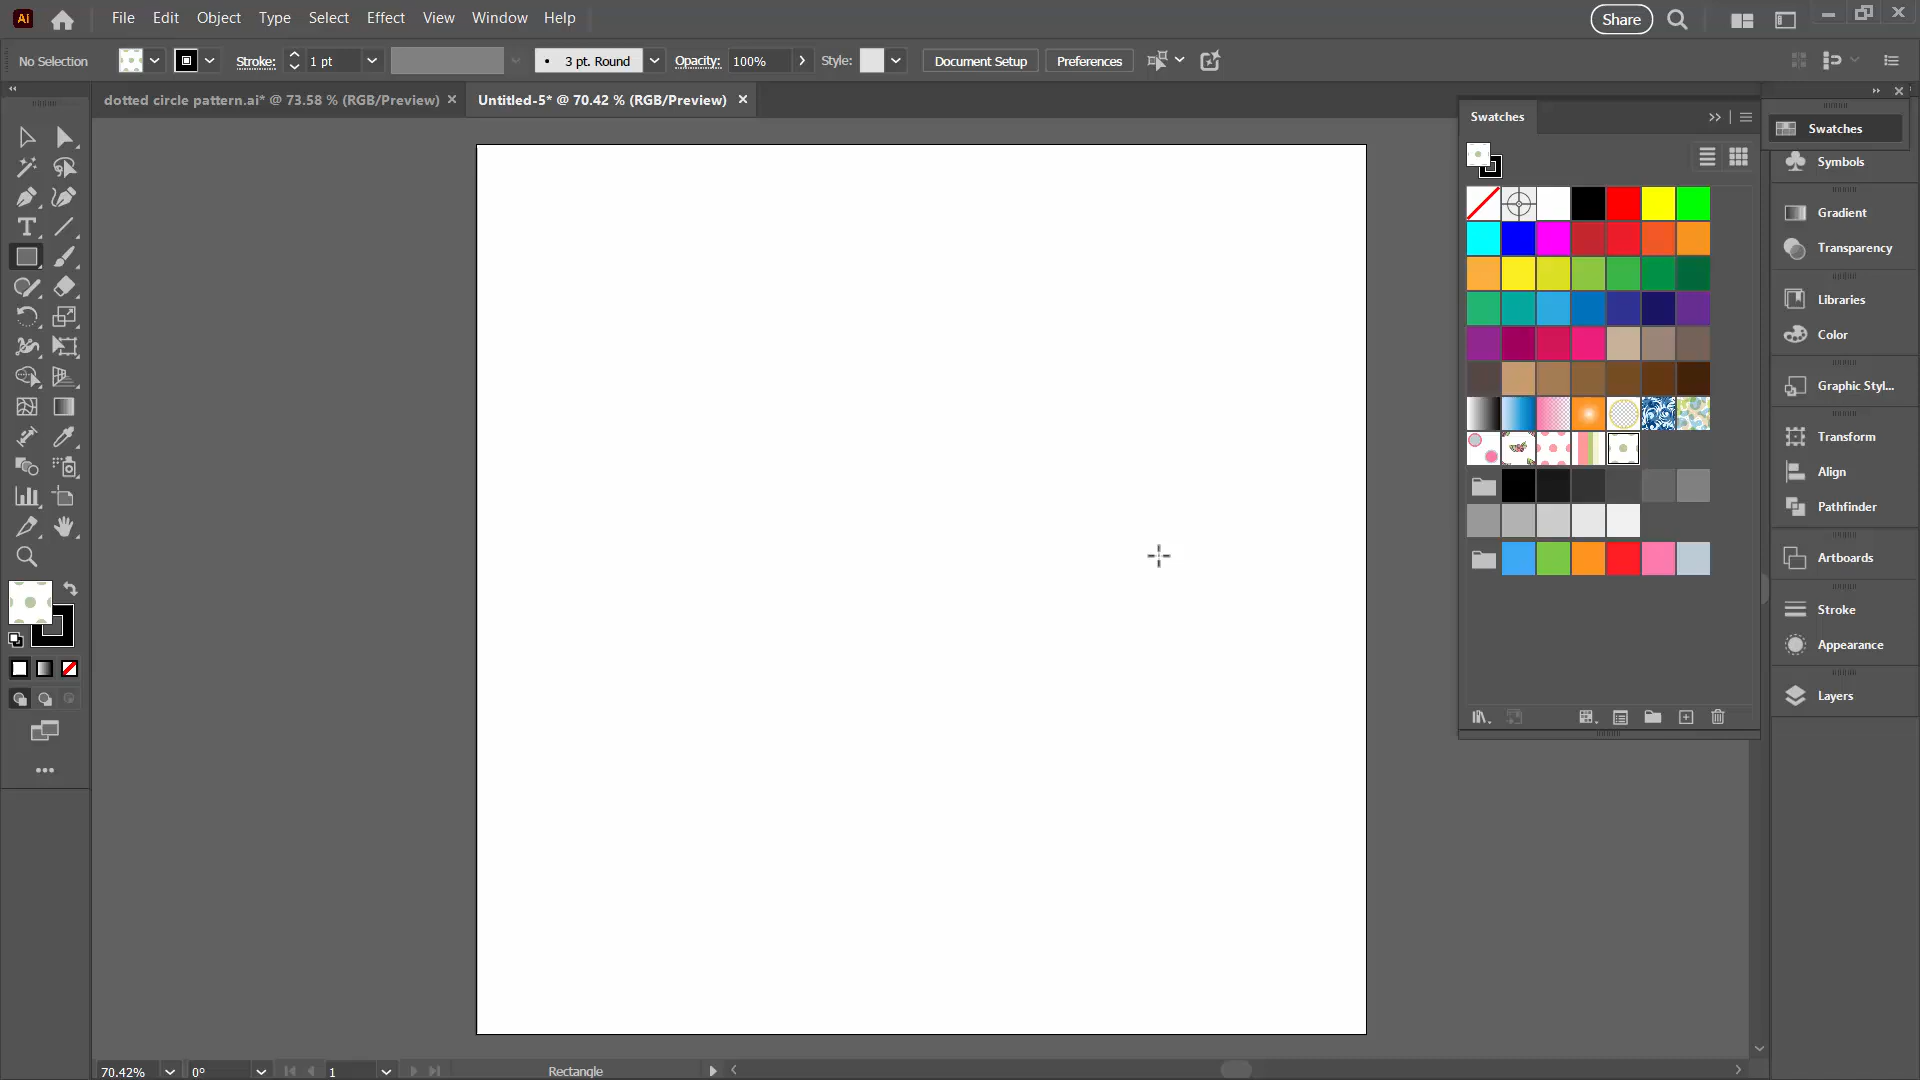 Ai File Edit Object Type Select Effect View Window Help Share
No Selection Stroke: 1 pt 3 pt. Round Opacity: 100% Style: Document Setup Preferences
dotted circle pattern.ai* @ 73.58 % (RGB/Preview) × Untitled-5* @ 70.42 % (RGB/Preview) ×
Swatches
Swatches
Symbols
Gradient
Transparency
Libraries
Color
Graphic Styl...
Transform
Align
Pathfinder
Artboards
Stroke
Appearance
Layers
70.42% 0° 1 Rectangle